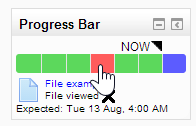 Progress Bar
NOW
File exam
File viewed
Expected: Tue 13 Aug, 4:00 AM